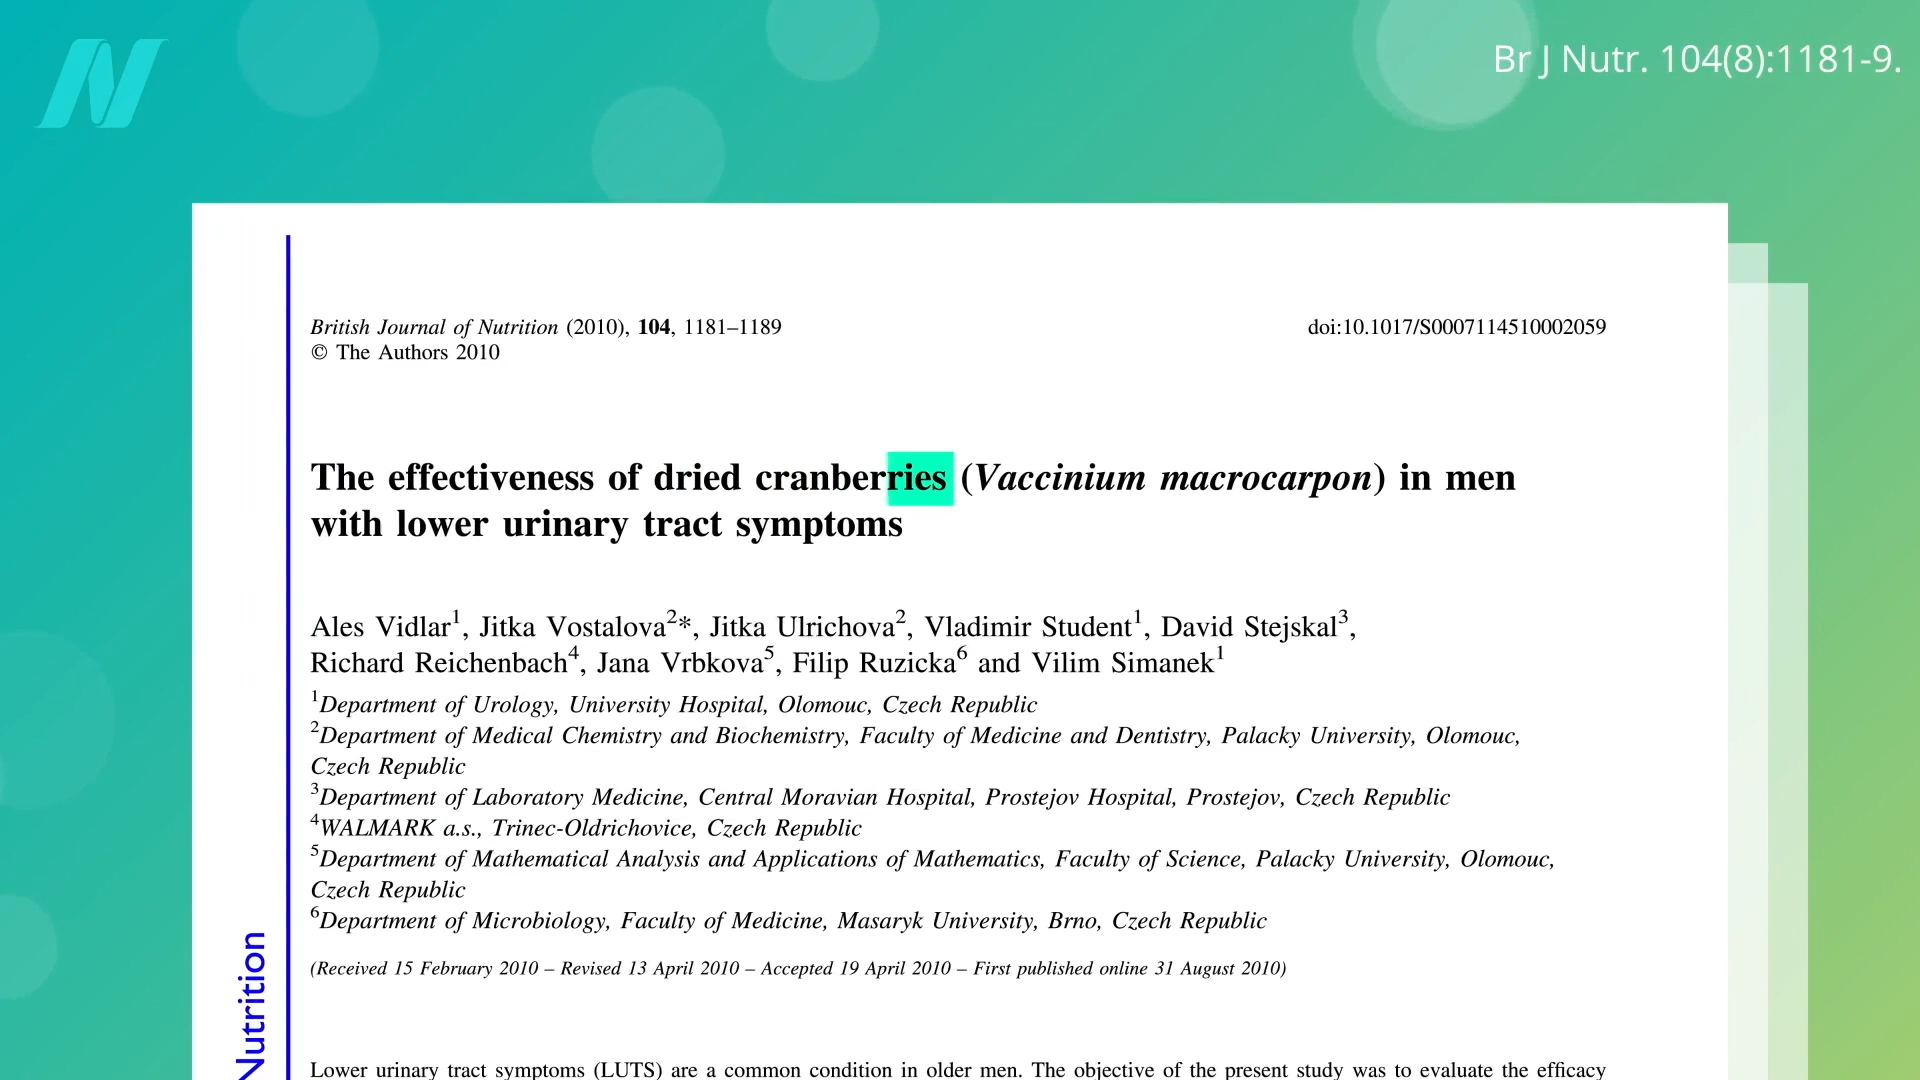 Br J Nutr. 104(8):1181-9.
British Journal of Nutrition (2010), 104, 1181–1189
doi:10.1017/S0007114510002059
© The Authors 2010
The effectiveness of dried cranberries (Vaccinium macrocarpon) in men
with lower urinary tract symptoms
Ales Vidlar1, Jitka Vostalova2*, Jitka Ulrichova2, Vladimir Student1, David Stejskal3,
Richard Reichenbach4, Jana Vrbkova5, Filip Ruzicka6 and Vilim Simanek1
1Department of Urology, University Hospital, Olomouc, Czech Republic
2Department of Medical Chemistry and Biochemistry, Faculty of Medicine and Dentistry, Palacky University, Olomouc,
Czech Republic
3Department of Laboratory Medicine, Central Moravian Hospital, Prostejov Hospital, Prostejov, Czech Republic
4WALMARK a.s., Trinec-Oldrichovice, Czech Republic
5Department of Mathematical Analysis and Applications of Mathematics, Faculty of Science, Palacky University, Olomouc,
Czech Republic
6Department of Microbiology, Faculty of Medicine, Masaryk University, Brno, Czech Republic
(Received 15 February 2010 – Revised 13 April 2010 – Accepted 19 April 2010 – First published online 31 August 2010)
Nutrition
Lower urinary tract symptoms (LUTS) are a common condition in older men. The objective of the present study was to evaluate the efficacy